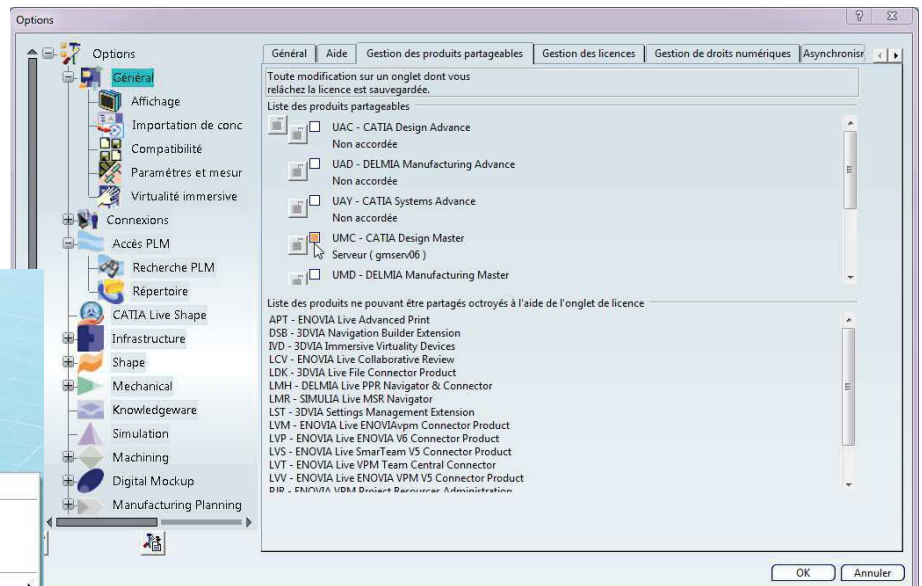 Options
Options
Général
Affichage
Importation de conc
Compatibilité
Paramètres et mesur
Virtualité immersive
Connexions
Accès PLM
Recherche PLM
Répertoire
CATIA Live Shape
Infrastructure
Shape
Mechanical
Knowledgeware
Simulation
Machining
Digital Mockup
Manufacturing Planning
Général Aide Gestion des produits partageables Gestion des licences Gestion de droits numériques Asynchronisr
Toute modification sur un onglet dont vous
relâchez la licence est sauvegardée.
Liste des produits partageables
UAC - CATIA Design Advance
Non accordée
UAD - DELMIA Manufacturing Advance
Non accordée
UAY - CATIA Systems Advance
Non accordée
UMC - CATIA Design Master
Serveur ( gmserv06 )
UMD - DELMIA Manufacturing Master
Liste des produits ne pouvant être partagés octroyés à l'aide de l'onglet de licence
APT - ENOVIA Live Advanced Print
DSB - 3DVIA Navigation Builder Extension
IVD - 3DVIA Immersive Virtuality Devices
LCV - ENOVIA Live Collaborative Review
LDK - 3DVIA Live File Connector Product
LMH - DELMIA Live PPR Navigator & Connector
LMR - SIMULIA Live MSR Navigator
LST - 3DVIA Settings Management Extension
LVM - ENOVIA Live ENOVIAvpm Connector Product
LVP - ENOVIA Live ENOVIA V6 Connector Product
LVS - ENOVIA Live SmarTeam V5 Connector Product
LVT - ENOVIA Live VPM Team Central Connector
LVV - ENOVIA Live ENOVIA VPM V5 Connector Product
PJR - ENOVIA VPM Project Resources Administration
OK Annuler